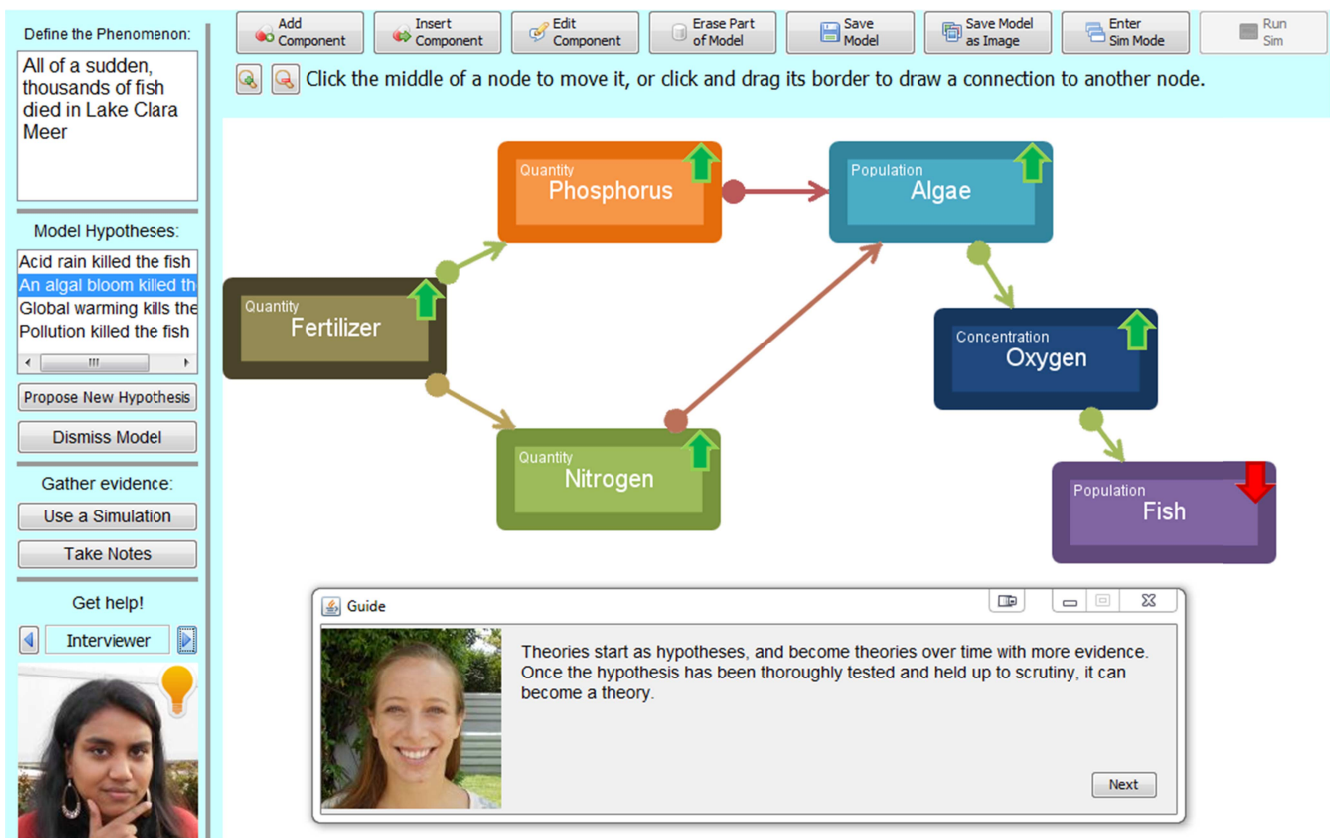 Define the Phenomenon:
All of a sudden,
thousands of fish
died in Lake Clara
Meer
Model Hypotheses:
Acid rain killed the fish
An algal bloom killed th
Global warming kills the
Pollution killed the fish
Propose New Hypothesis
Dismiss Model
Gather evidence:
Use a Simulation
Take Notes
Get help!
Interviewer
Add
Component
Insert
Component
Edit
Component
Erase Part
of Model
Save
Model
Save Model
as Image
Enter
Sim Mode
Run
Sim
Click the middle of a node to move it, or click and drag its border to draw a connection to another node.
Quantity
Phosphorus
Population
Algae
Quantity
Fertilizer
Concentration
Oxygen
Quantity
Nitrogen
Population
Fish
Guide
Theories start as hypotheses, and become theories over time with more evidence.
Once the hypothesis has been thoroughly tested and held up to scrutiny, it can
become a theory.
Next